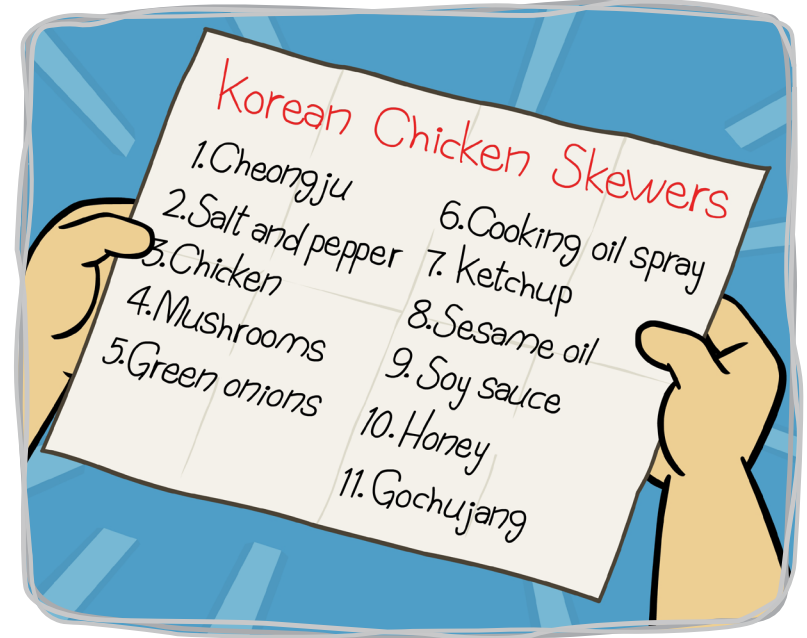 Korean Chicken Skewers
1.Cheongju
2.Salt and pepper
3.Chicken
4.Mushrooms
5.Green onions
6.Cooking oil spray
7. Ketchup
8.Sesame oil
9. Soy sauce
10. Honey
11. Gochujang